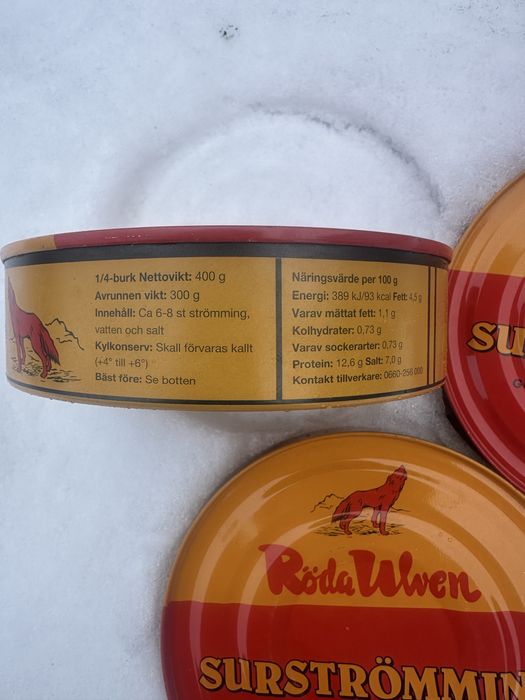 1/4-burk Nettovikt: 400 g
Avrunnen vikt: 300 g
Innehåll: Ca 6-8 st strömming,
vatten och salt
Kylkonserv: Skall förvaras kallt
(+4° till +6°)
Bäst före: Se botten
Näringsvärde per 100 g
Energi: 389 kJ/93 kcal Fett: 4,5 g
Varav mättat fett: 1,1 g
Kolhydrater: 0,73 g
Varav sockerarter: 0,73 g
Protein: 12,6 g Salt: 7,0 g
Kontakt tillverkare: 0660-256 000
SU
G
Röda Ulven
SURSTRÖMMIN